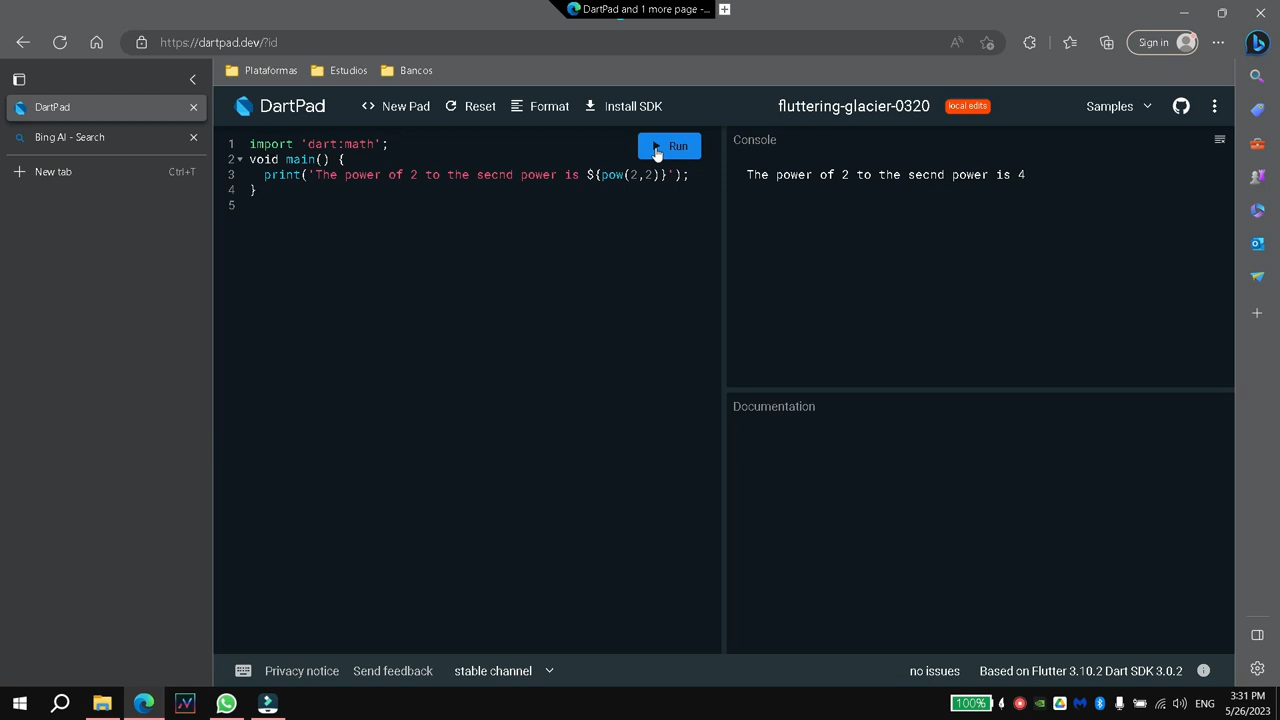 DartPad and 1 more page -...
https://dartpad.dev/?id
Sign in
DartPad
Bing AI - Search
New tab
Ctrl+T
Plataformas
Estudios
Bancos
DartPad
New Pad
Reset
Format
Install SDK
fluttering-glacier-0320
local edits
Samples
1 import 'dart:math';
2 void main() {
3 print('The power of 2 to the secnd power is ${pow(2,2)}');
4 }
5
Run
Console
The power of 2 to the secnd power is 4
Documentation
Privacy notice
Send feedback
stable channel
no issues
Based on Flutter 3.10.2 Dart SDK 3.0.2
100%
ENG
3:31 PM
5/26/2023